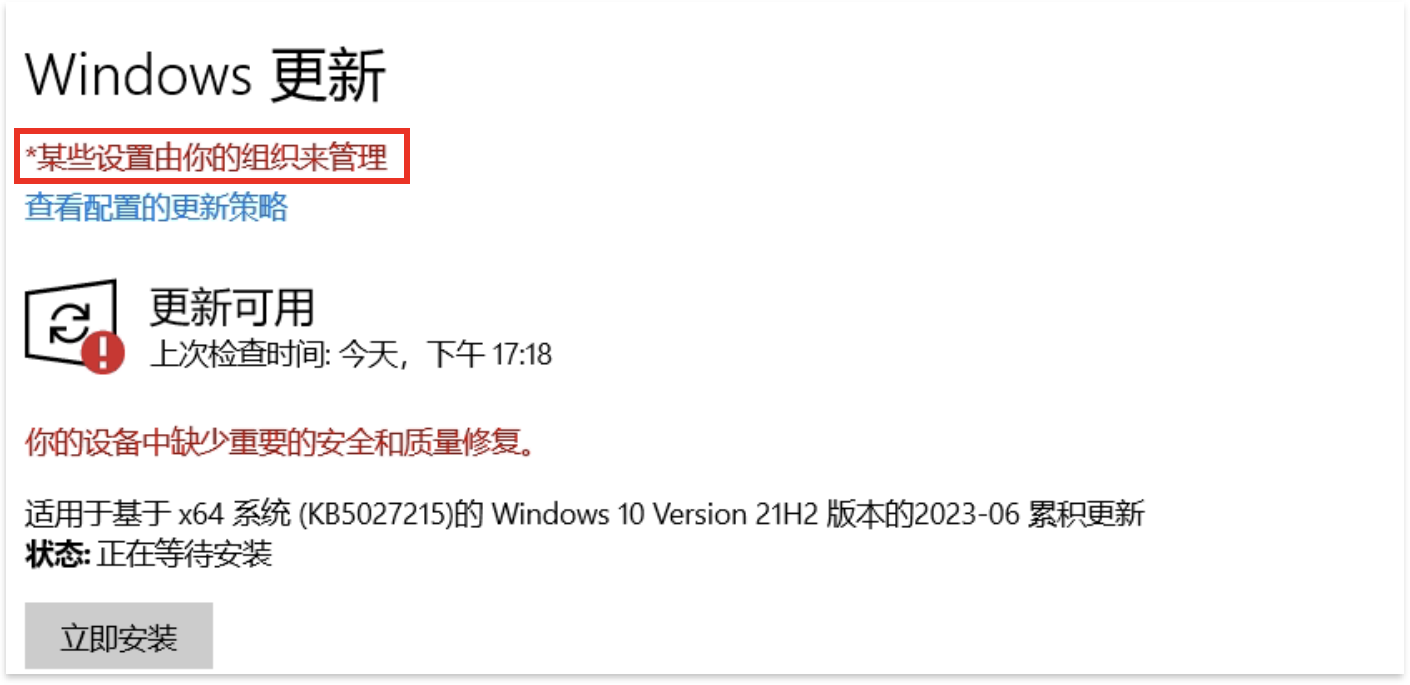 Windows 更新
*某些设置由你的组织来管理
查看配置的更新策略
更新可用
上次检查时间: 今天，下午 17:18
你的设备中缺少重要的安全和质量修复。
适用于基于 x64 系统 (KB5027215)的 Windows 10 Version 21H2 版本的2023-06 累积更新
状态: 正在等待安装
立即安装